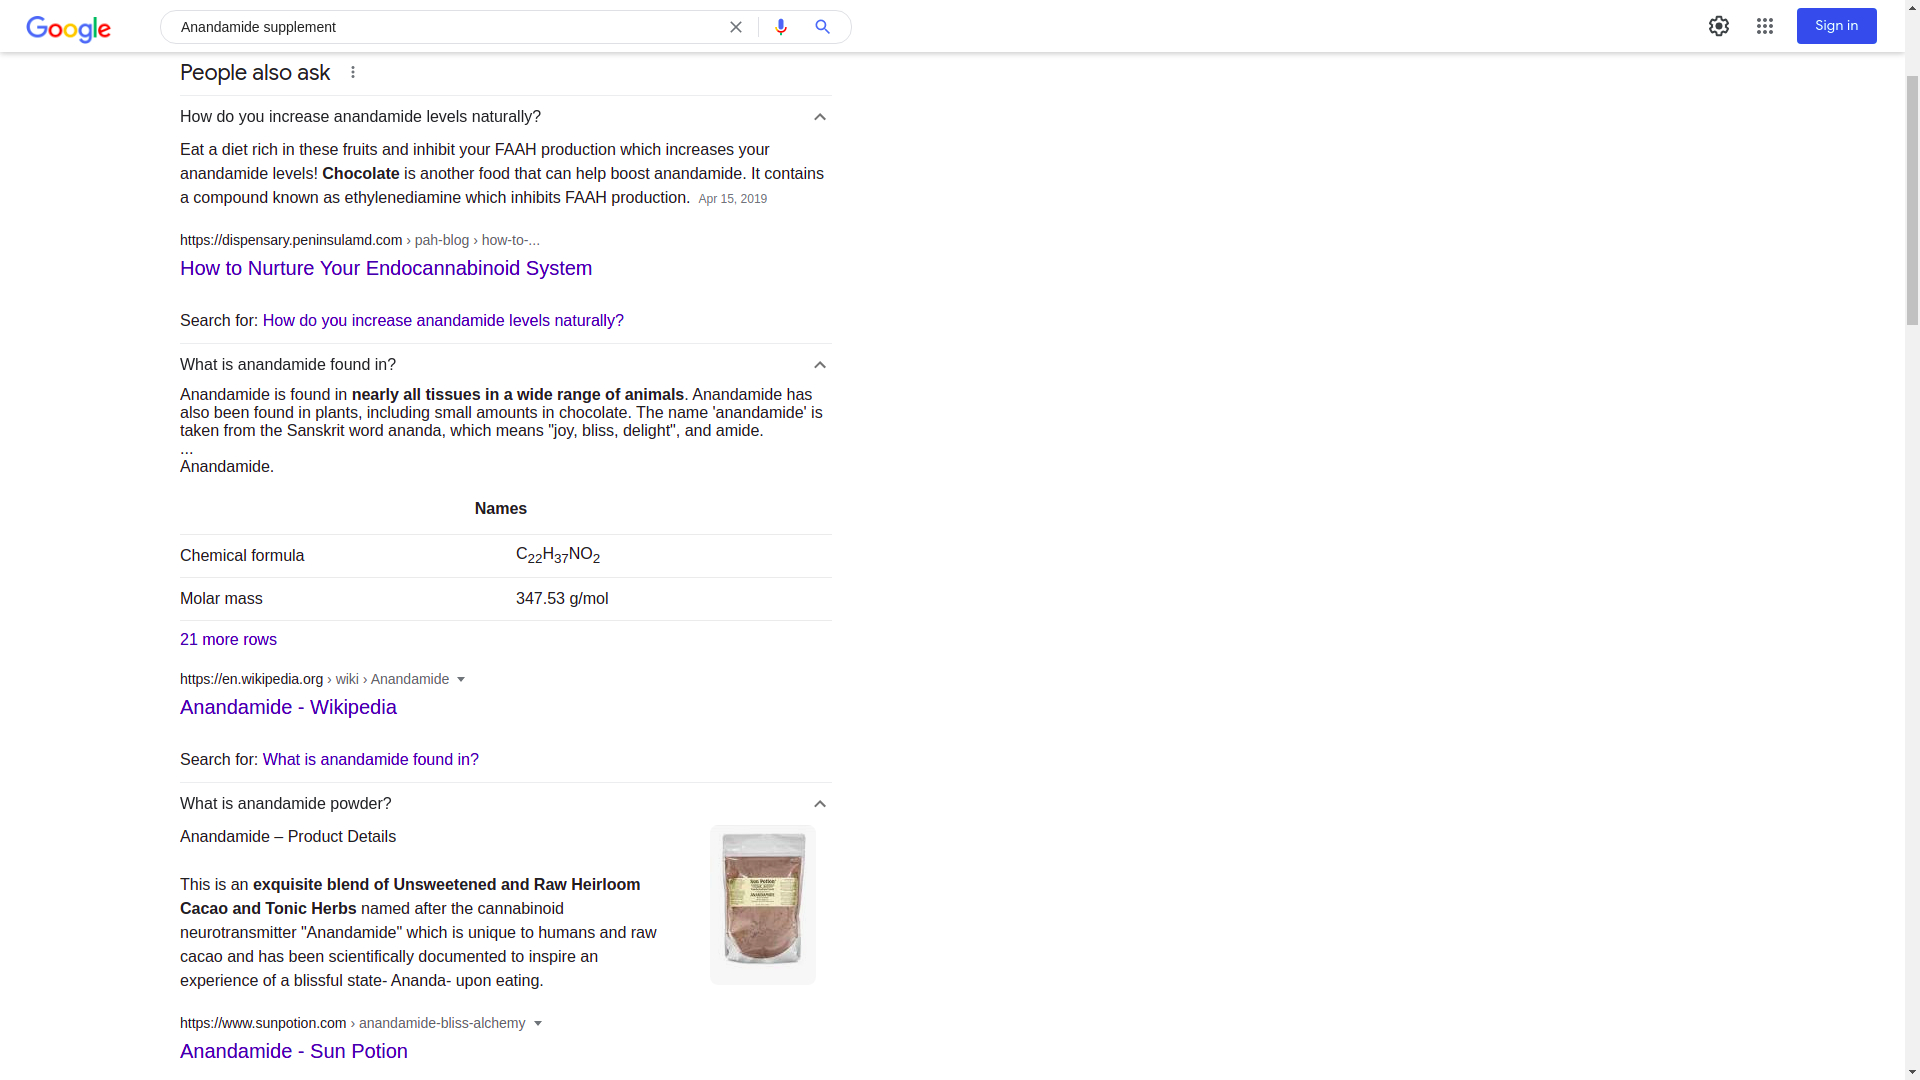 Google
Anandamide supplement
Sign in
People also ask
How do you increase anandamide levels naturally?
Eat a diet rich in these fruits and inhibit your FAAH production which increases your
anandamide levels! Chocolate is another food that can help boost anandamide. It contains
a compound known as ethylenediamine which inhibits FAAH production. Apr 15, 2019
https://dispensary.peninsulamd.com › pah-blog › how-to-...
How to Nurture Your Endocannabinoid System
Search for: How do you increase anandamide levels naturally?
What is anandamide found in?
Anandamide is found in nearly all tissues in a wide range of animals. Anandamide has
also been found in plants, including small amounts in chocolate. The name 'anandamide' is
taken from the Sanskrit word ananda, which means "joy, bliss, delight", and amide.
...
Anandamide.
Names
Chemical formula C22H37NO2
Molar mass 347.53 g/mol
21 more rows
https://en.wikipedia.org › wiki › Anandamide
Anandamide - Wikipedia
Search for: What is anandamide found in?
What is anandamide powder?
Anandamide – Product Details
This is an exquisite blend of Unsweetened and Raw Heirloom
Cacao and Tonic Herbs named after the cannabinoid
neurotransmitter "Anandamide" which is unique to humans and raw
cacao and has been scientifically documented to inspire an
experience of a blissful state- Ananda- upon eating.
Sun Potion
https://www.sunpotion.com › anandamide-bliss-alchemy
Anandamide - Sun Potion